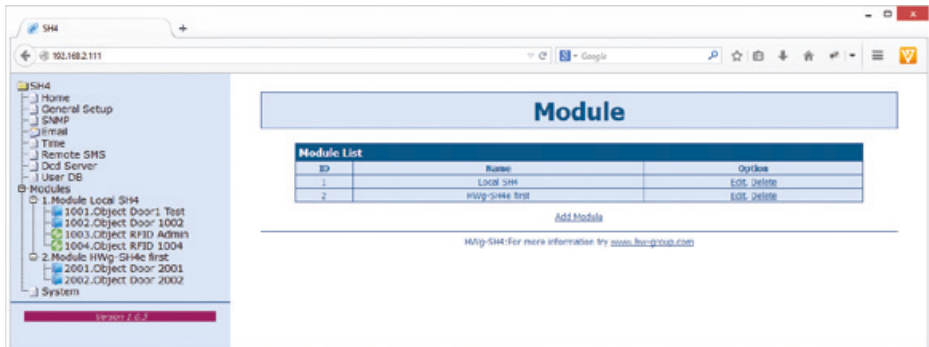 SH4
192.168.2.111
Google
SH4
Home
General Setup
SNMP
Email
Time
Remote SMS
Dcd Server
User DB
Modules
1.Module Local SH4
1001.Object Door1 Test
1002.Object Door 1002
1003.Object RFID Admin
1004.Object RFID 1004
2.Module HWg-SH4e first
2001.Object Door 2001
2002.Object Door 2002
System
Version 1.0.5
Module
Module List
ID Name Option
1 Local SH4 Edit, Delete
2 HWg-SH4e first Edit, Delete
Add Module
HWg-SH4:For more information try www.hw-group.com